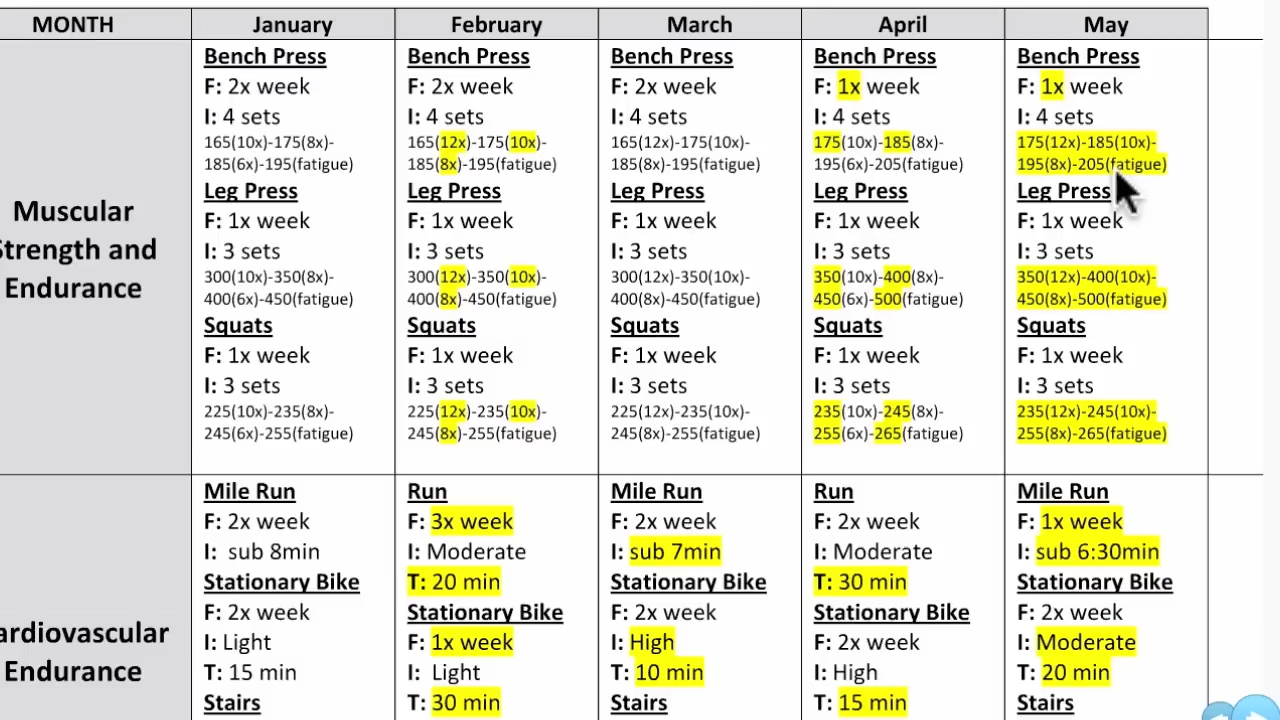 MONTH January February March April May
Muscular
Strength and
Endurance
Bench Press
F: 2x week
I: 4 sets
165(10x)-175(8x)-
185(6x)-195(fatigue)
Leg Press
F: 1x week
I: 3 sets
300(10x)-350(8x)-
400(6x)-450(fatigue)
Squats
F: 1x week
I: 3 sets
225(10x)-235(8x)-
245(6x)-255(fatigue)
Bench Press
F: 2x week
I: 4 sets
165(12x)-175(10x)-
185(8x)-195(fatigue)
Leg Press
F: 1x week
I: 3 sets
300(12x)-350(10x)-
400(8x)-450(fatigue)
Squats
F: 1x week
I: 3 sets
225(12x)-235(10x)-
245(8x)-255(fatigue)
Bench Press
F: 2x week
I: 4 sets
165(12x)-175(10x)-
185(8x)-195(fatigue)
Leg Press
F: 1x week
I: 3 sets
300(12x)-350(10x)-
400(8x)-450(fatigue)
Squats
F: 1x week
I: 3 sets
225(12x)-235(10x)-
245(8x)-255(fatigue)
Bench Press
F: 1x week
I: 4 sets
175(10x)-185(8x)-
195(6x)-205(fatigue)
Leg Press
F: 1x week
I: 3 sets
350(10x)-400(8x)-
450(6x)-500(fatigue)
Squats
F: 1x week
I: 3 sets
235(10x)-245(8x)-
255(6x)-265(fatigue)
Bench Press
F: 1x week
I: 4 sets
175(12x)-185(10x)-
195(8x)-205(fatigue)
Leg Press
F: 1x week
I: 3 sets
350(12x)-400(10x)-
450(8x)-500(fatigue)
Squats
F: 1x week
I: 3 sets
235(12x)-245(10x)-
255(8x)-265(fatigue)
ardiovascular
Endurance
Mile Run
F: 2x week
I: sub 8min
Stationary Bike
F: 2x week
I: Light
T: 15 min
Stairs
Run
F: 3x week
I: Moderate
T: 20 min
Stationary Bike
F: 1x week
I: Light
T: 30 min
Mile Run
F: 2x week
I: sub 7min
Stationary Bike
F: 2x week
I: High
T: 10 min
Stairs
Run
F: 2x week
I: Moderate
T: 30 min
Stationary Bike
F: 2x week
I: High
T: 15 min
Mile Run
F: 1x week
I: sub 6:30min
Stationary Bike
F: 2x week
I: Moderate
T: 20 min
Stairs